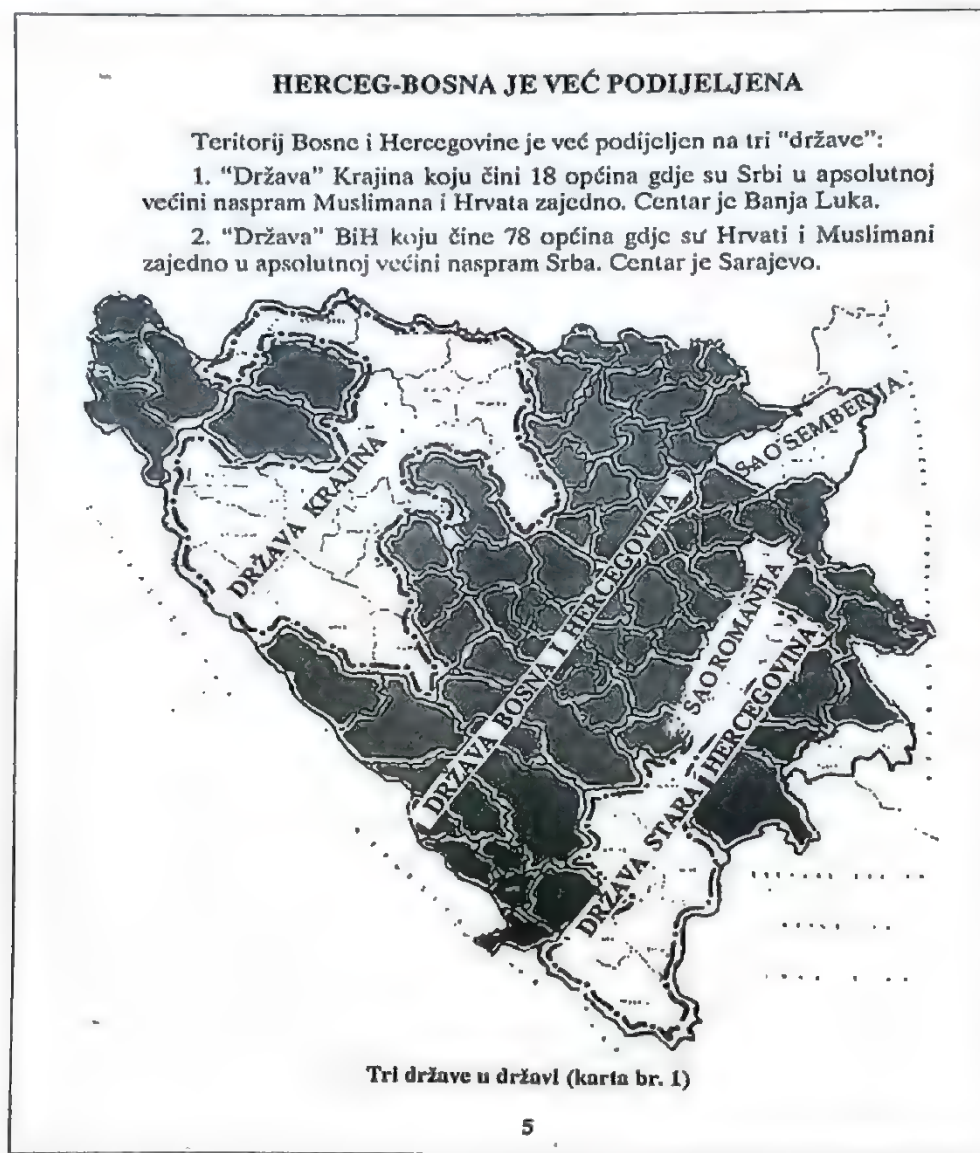 HERCEG-BOSNA JE VEĆ PODIJELJENA
Teritorij Bosne i Hercegovine je već podijeljen na tri "države":
1. "Država" Krajina koju čini 18 općina gdje su Srbi u apsolutnoj
većini naspram Muslimana i Hrvata zajedno. Centar je Banja Luka.
2. "Država" BiH koju čine 78 općina gdje su Hrvati i Muslimani
zajedno u apsolutnoj većini naspram Srba. Centar je Sarajevo.
SAO SEMBERIJA
DRŽAVA KRAJINA
DRŽAVA BOSNA I HERCEGOVINA
SAO ROMANIJA
DRŽAVA STARA HERCEGOVINA
Tri države u državi (karta br. 1)
5